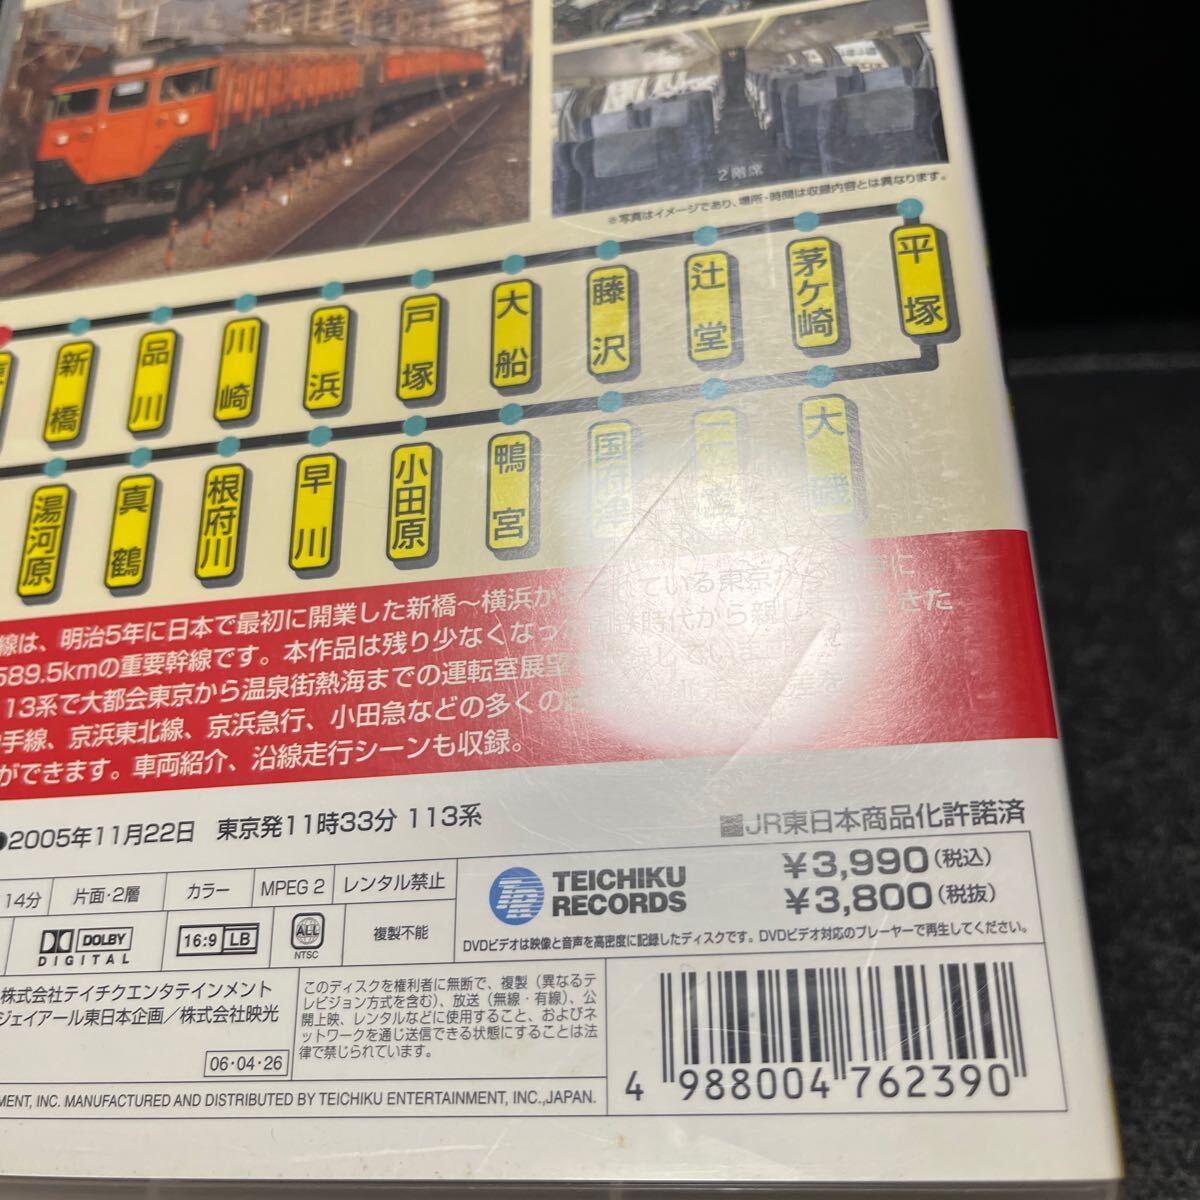 2階席
※写真はイメージであり、場所・時間は収録内容とは異なります。
新橋 品川 川崎 横浜 戸塚 大船 藤沢 辻堂 茅ケ崎 平塚
湯河原 真鶴 根府川 早川 小田原 鴨宮 国府津 大磯
線は、明治5年に日本で最初に開業した新橋〜横浜が
589.5kmの重要幹線です。本作品は残り少なくなっ
13系で大都会東京から温泉街熱海までの運転室展望
手線、京浜東北線、京浜急行、小田急などの多くの
ができます。車両紹介、沿線走行シーンも収録。
●2005年11月22日 東京発11時33分 113系
JR東日本商品化許諾済
14分 片面・2層 カラー MPEG 2 レンタル禁止
DOLBY DIGITAL 16:9 LB ALL NTSC 複製不能
TEICHIKU RECORDS
¥3,990(税込)
¥3,800(税抜)
DVDビデオは映像と音声を高密度に記録したディスクです。DVDビデオ対応のプレーヤーで再生してください。
株式会社テイチクエンタテインメント
ジェイアール東日本企画／株式会社映光
06・04・26
このディスクを権利者に無断で、複製（異なるテ
レビジョン方式を含む）、放送（無線・有線）、公
開上映、レンタルなどに使用すること、およびネ
ットワークを通じ送信できる状態にすることは法
律で禁じられています。
MENT, INC. MANUFACTURED AND DISTRIBUTED BY TEICHIKU ENTERTAINMENT, INC.,JAPAN.
4 988004 762390